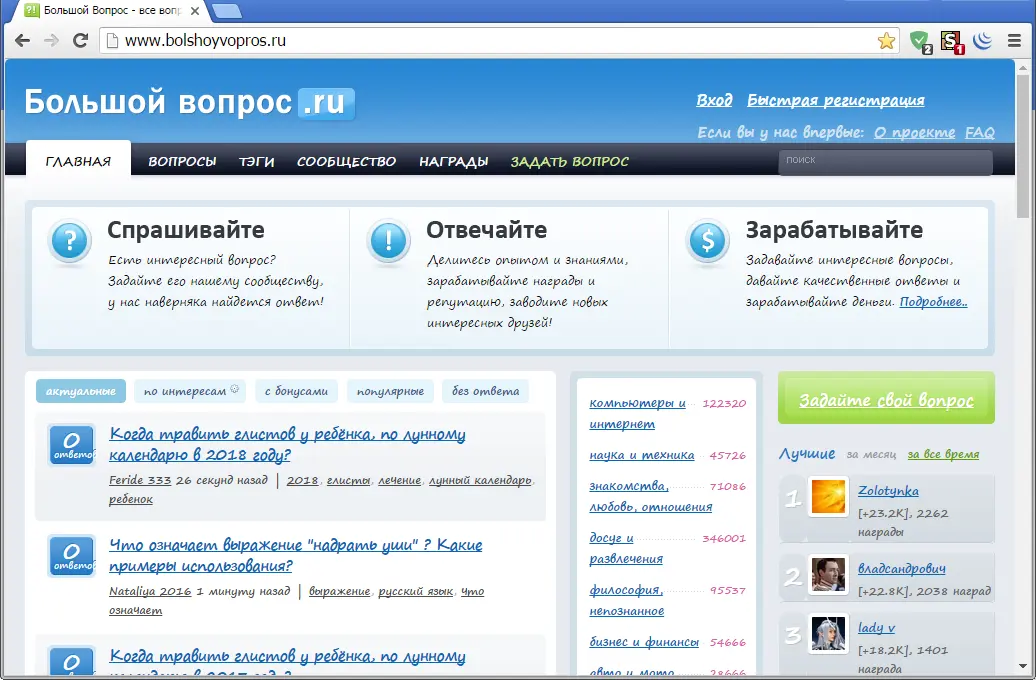 Большой Вопрос - все вопр
www.bolshoyvopros.ru
2
1
Большой вопрос .ru
Вход Быстрая регистрация
Если вы у нас впервые: О проекте FAQ
ГЛАВНАЯ ВОПРОСЫ ТЭГИ СООБЩЕСТВО НАГРАДЫ ЗАДАТЬ ВОПРОС
ПОИСК
Спрашивайте
Есть интересный вопрос?
Задайте его нашему сообществу,
у нас наверняка найдется ответ!
Отвечайте
Делитесь опытом и знаниями,
зарабатывайте награды и
репутацию, заводите новых
интересных друзей!
Зарабатывайте
Задавайте интересные вопросы,
давайте качественные ответы и
зарабатывайте деньги. Подробнее..
актуальные по интересам с бонусами популярные без ответа
0
ответо
Когда травить глистов у ребёнка, по лунному
календарю в 2018 году?
Feride 333 26 секунд назад | 2018, глисты, лечение, лунный календарь,
ребенок
0
ответо
Что означает выражение "надрать уши" ? Какие
примеры использования?
Nataliya 2016 1 минуту назад | выражение, русский язык, что
означает
0
Когда травить глистов у ребёнка, по лунному
компьютеры и 122320
интернет
наука и техника 45726
знакомства, 71086
любовь, отношения
досуг и 346001
развлечения
философия, 95537
непознанное
бизнес и финансы 54666
авто и мото 28666
Задайте свой вопрос
Лучшие за месяц за все время
1
Zolotynka
[+23.2K], 2262
награды
2
владсандрович
[+22.8K], 2038 наград
3
lady v
[+18.2K], 1401
награда